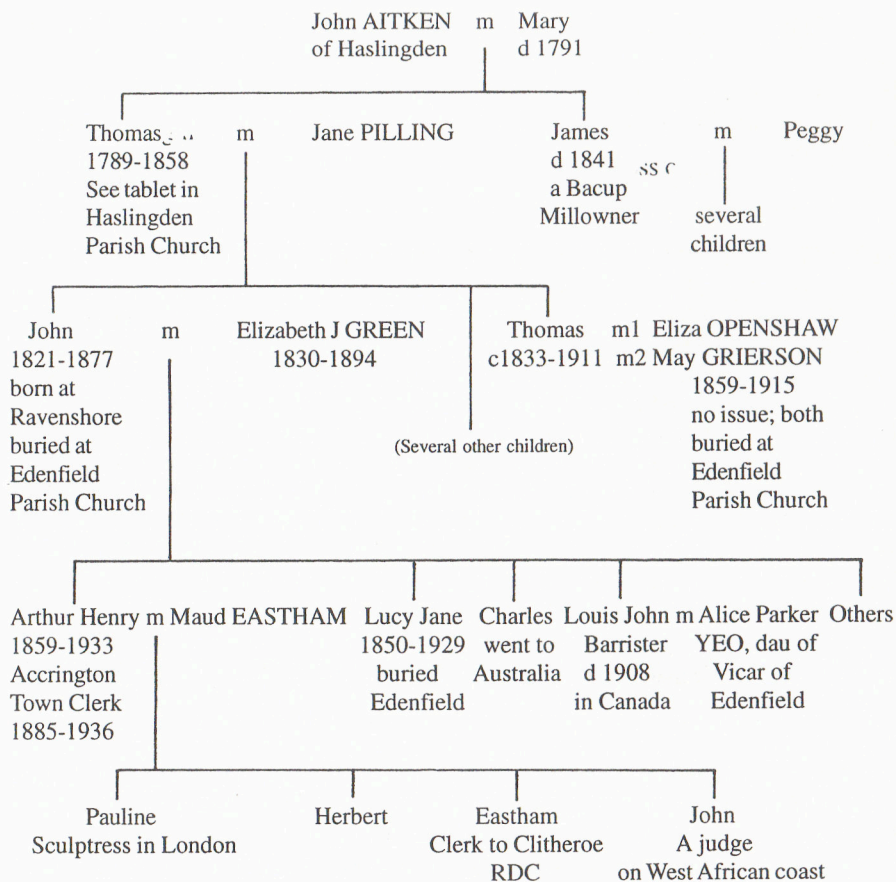 John AITKEN m Mary
of Haslingden d 1791
Thomas m Jane PILLING James m Peggy
1789-1858 d 1841
See tablet in a Bacup
Haslingden Millowner several
Parish Church children
John m Elizabeth J GREEN Thomas m1 Eliza OPENSHAW
1821-1877 1830-1894 c1833-1911 m2 May GRIERSON
born at 1859-1915
Ravenshore no issue; both
buried at (Several other children) buried at
Edenfield Edenfield
Parish Church Parish Church
Arthur Henry m Maud EASTHAM Lucy Jane Charles Louis John m Alice Parker Others
1859-1933 1850-1929 went to Barrister YEO, dau of
Accrington buried Australia d 1908 Vicar of
Town Clerk Edenfield in Canada Edenfield
1885-1936
Pauline Herbert Eastham John
Sculptress in London Clerk to Clitheroe A judge
RDC on West African coast